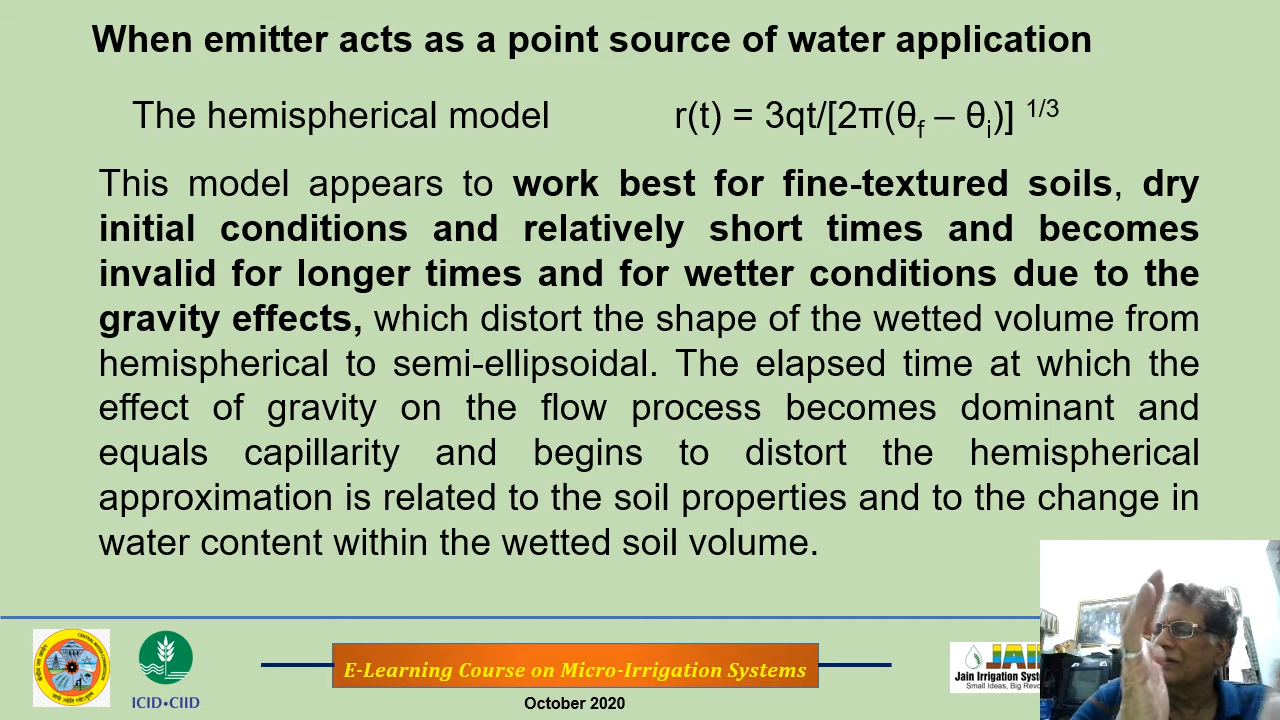 When emitter acts as a point source of water application
The hemispherical model r(t) = 3qt/[2π(θf – θi)] 1/3
This model appears to work best for fine-textured soils, dry
initial conditions and relatively short times and becomes
invalid for longer times and for wetter conditions due to the
gravity effects, which distort the shape of the wetted volume from
hemispherical to semi-ellipsoidal. The elapsed time at which the
effect of gravity on the flow process becomes dominant and
equals capillarity and begins to distort the hemispherical
approximation is related to the soil properties and to the change in
water content within the wetted soil volume.
ICID•CIID
E-Learning Course on Micro-Irrigation Systems
October 2020
JAI
Jain Irrigation Syst
Small Ideas, Big Rev